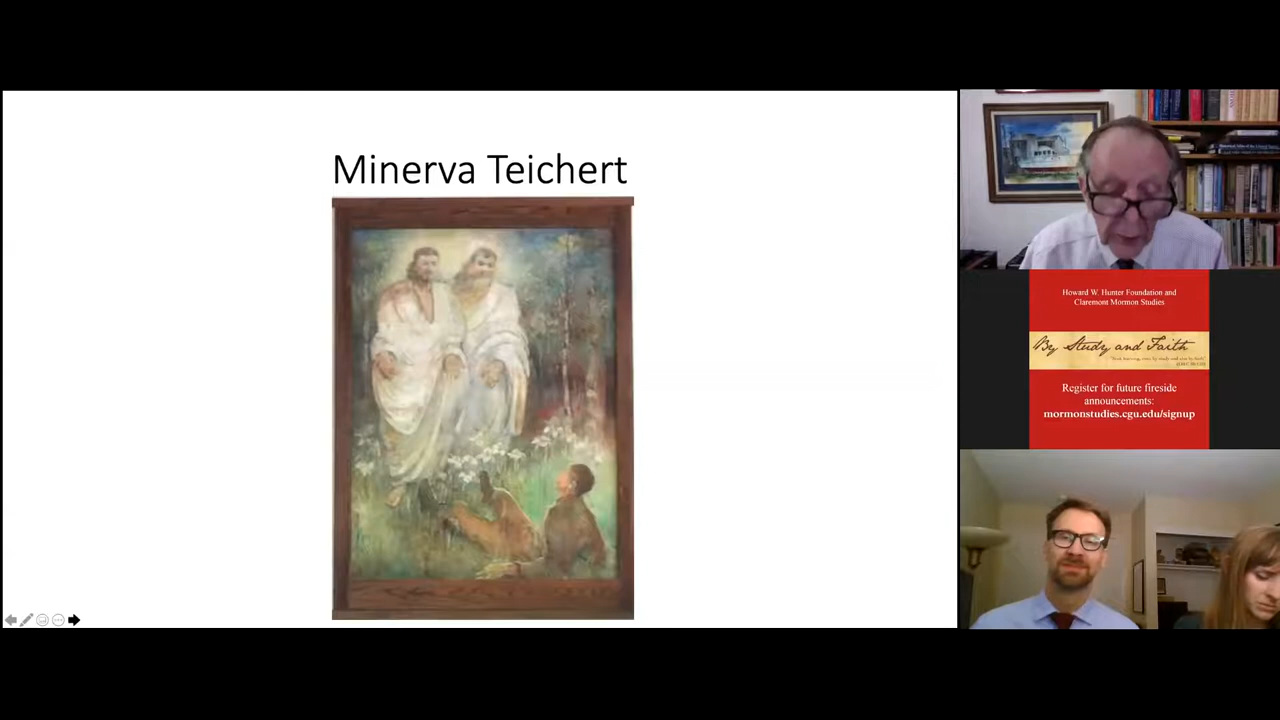 Minerva Teichert
Howard W. Hunter Foundation and
Claremont Mormon Studies
By Study and Faith
Register for future fireside
announcements:
mormonstudies.cgu.edu/signup